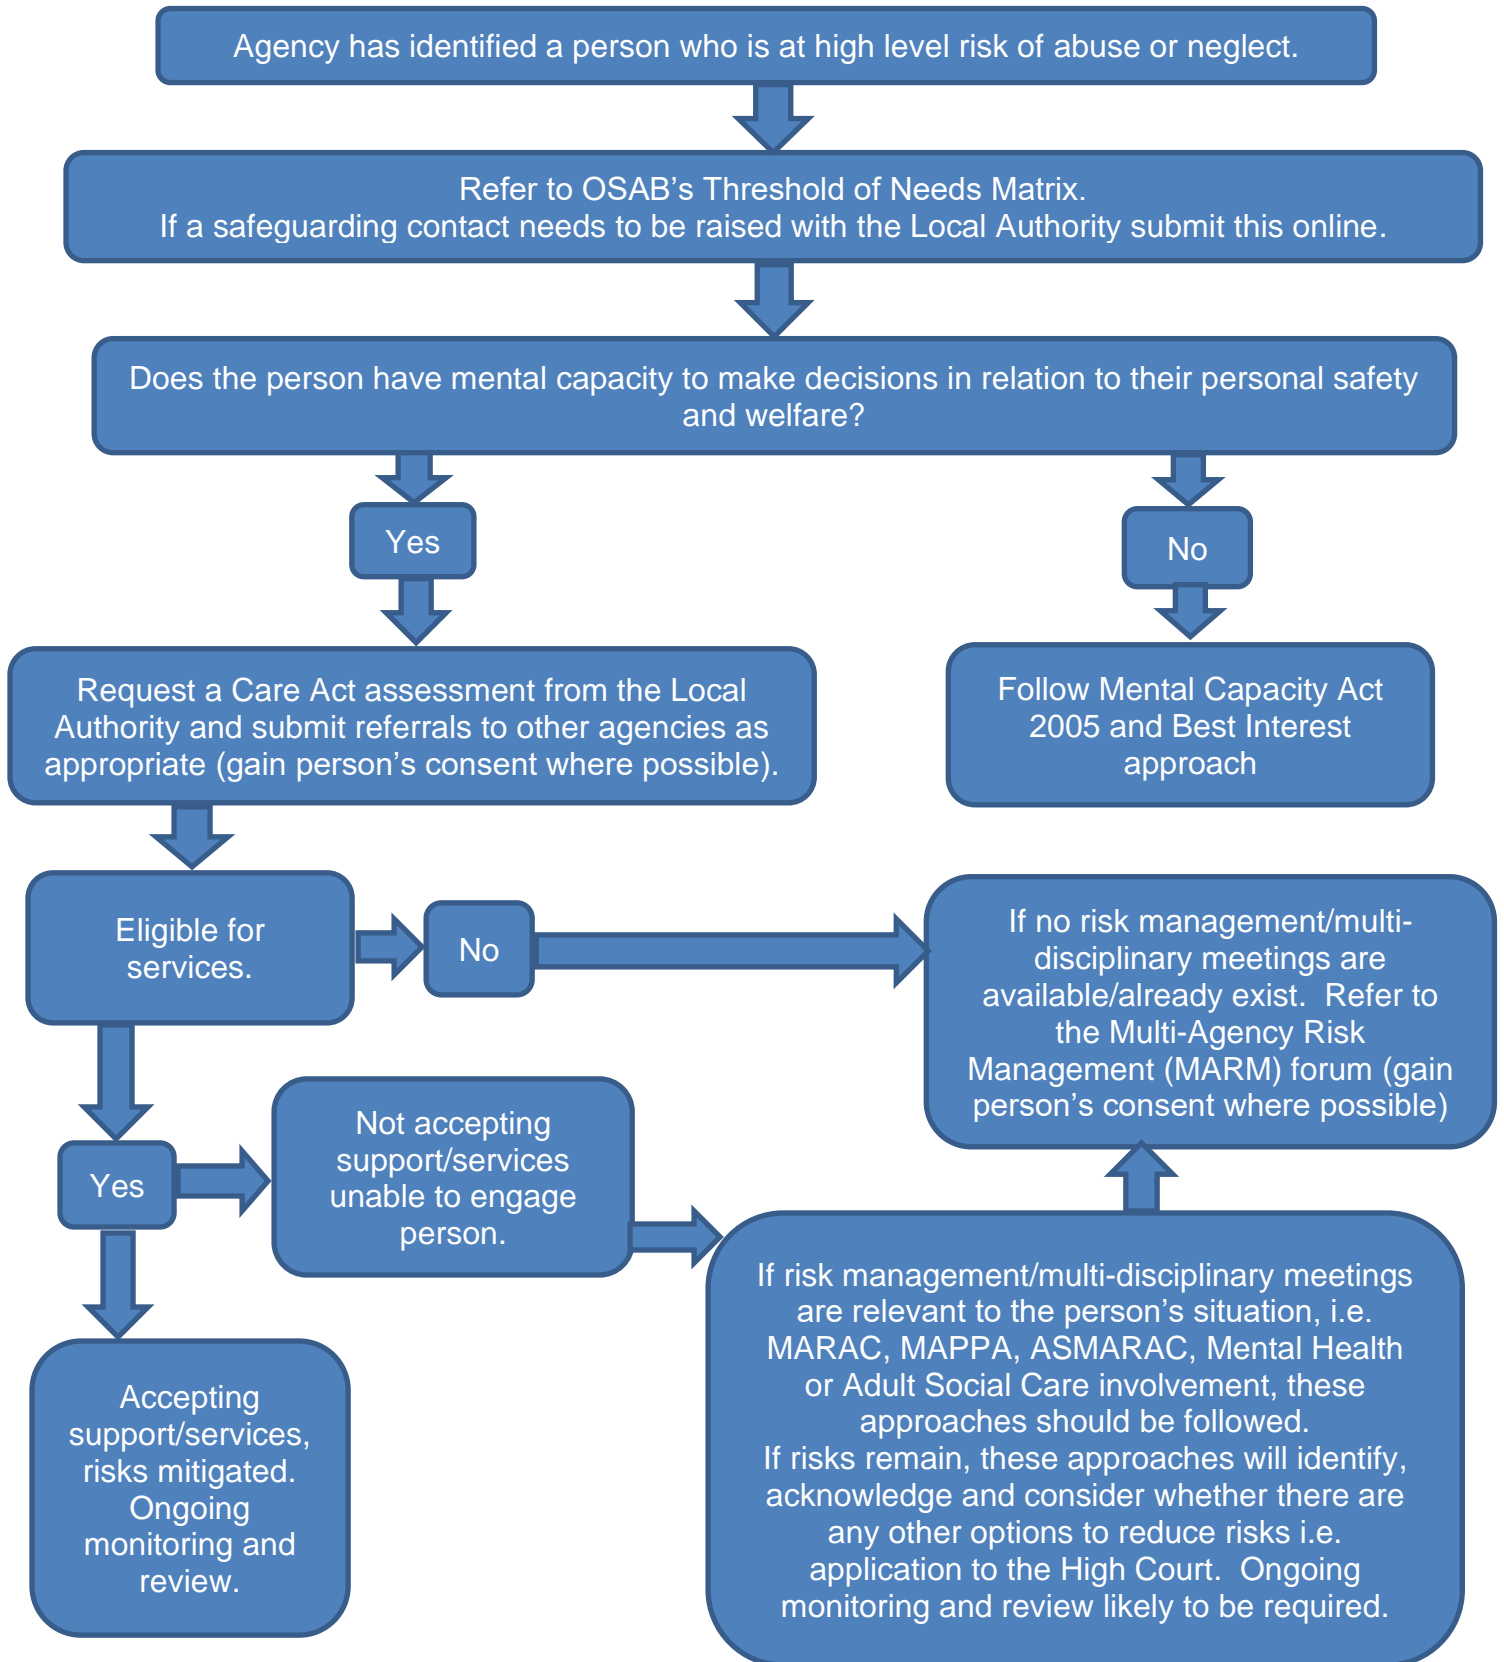 Agency has identified a person who is at high level risk of abuse or neglect.
Refer to OSAB's Threshold of Needs Matrix.
If a safeguarding contact needs to be raised with the Local Authority submit this online.
Does the person have mental capacity to make decisions in relation to their personal safety
and welfare?
Yes
No
Request a Care Act assessment from the Local
Authority and submit referrals to other agencies as
appropriate (gain person's consent where possible).
Follow Mental Capacity Act
2005 and Best Interest
approach
Eligible for
services.
No
If no risk management/multi-
disciplinary meetings are
available/already exist.  Refer to
the Multi-Agency Risk
Management (MARM) forum (gain
person's consent where possible)
Yes
Not accepting
support/services
unable to engage
person.
If risk management/multi-disciplinary meetings
are relevant to the person's situation, i.e.
MARAC, MAPPA, ASMARAC, Mental Health
or Adult Social Care involvement, these
approaches should be followed.
If risks remain, these approaches will identify,
acknowledge and consider whether there are
any other options to reduce risks i.e.
application to the High Court.  Ongoing
monitoring and review likely to be required.
Accepting
support/services,
risks mitigated.
Ongoing
monitoring and
review.